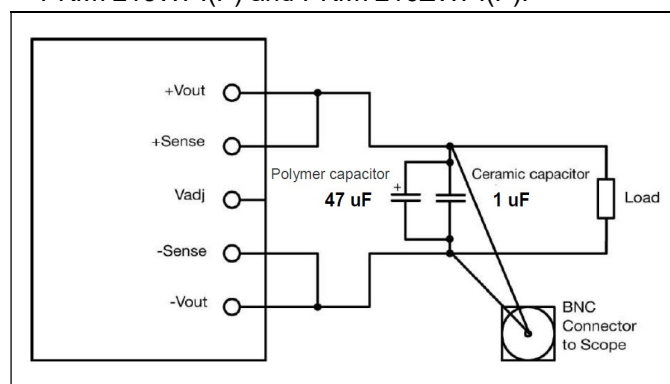 +Vout
+Sense
Vadj
-Sense
-Vout
Polymer capacitor
47 uF
+
Ceramic capacitor
1 uF
Load
BNC
Connector
to Scope